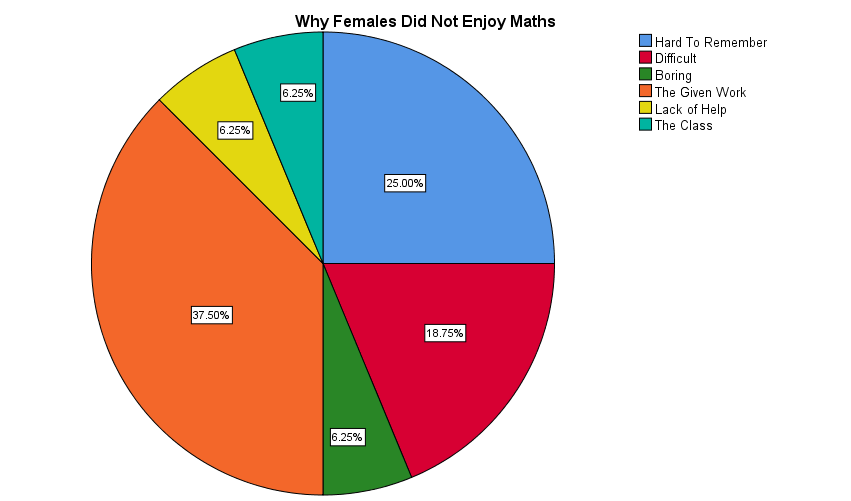 Why Females Did Not Enjoy Maths
Hard To Remember
Difficult
Boring
The Given Work
Lack of Help
The Class
6.25%
6.25%
25.00%
37.50%
18.75%
6.25%